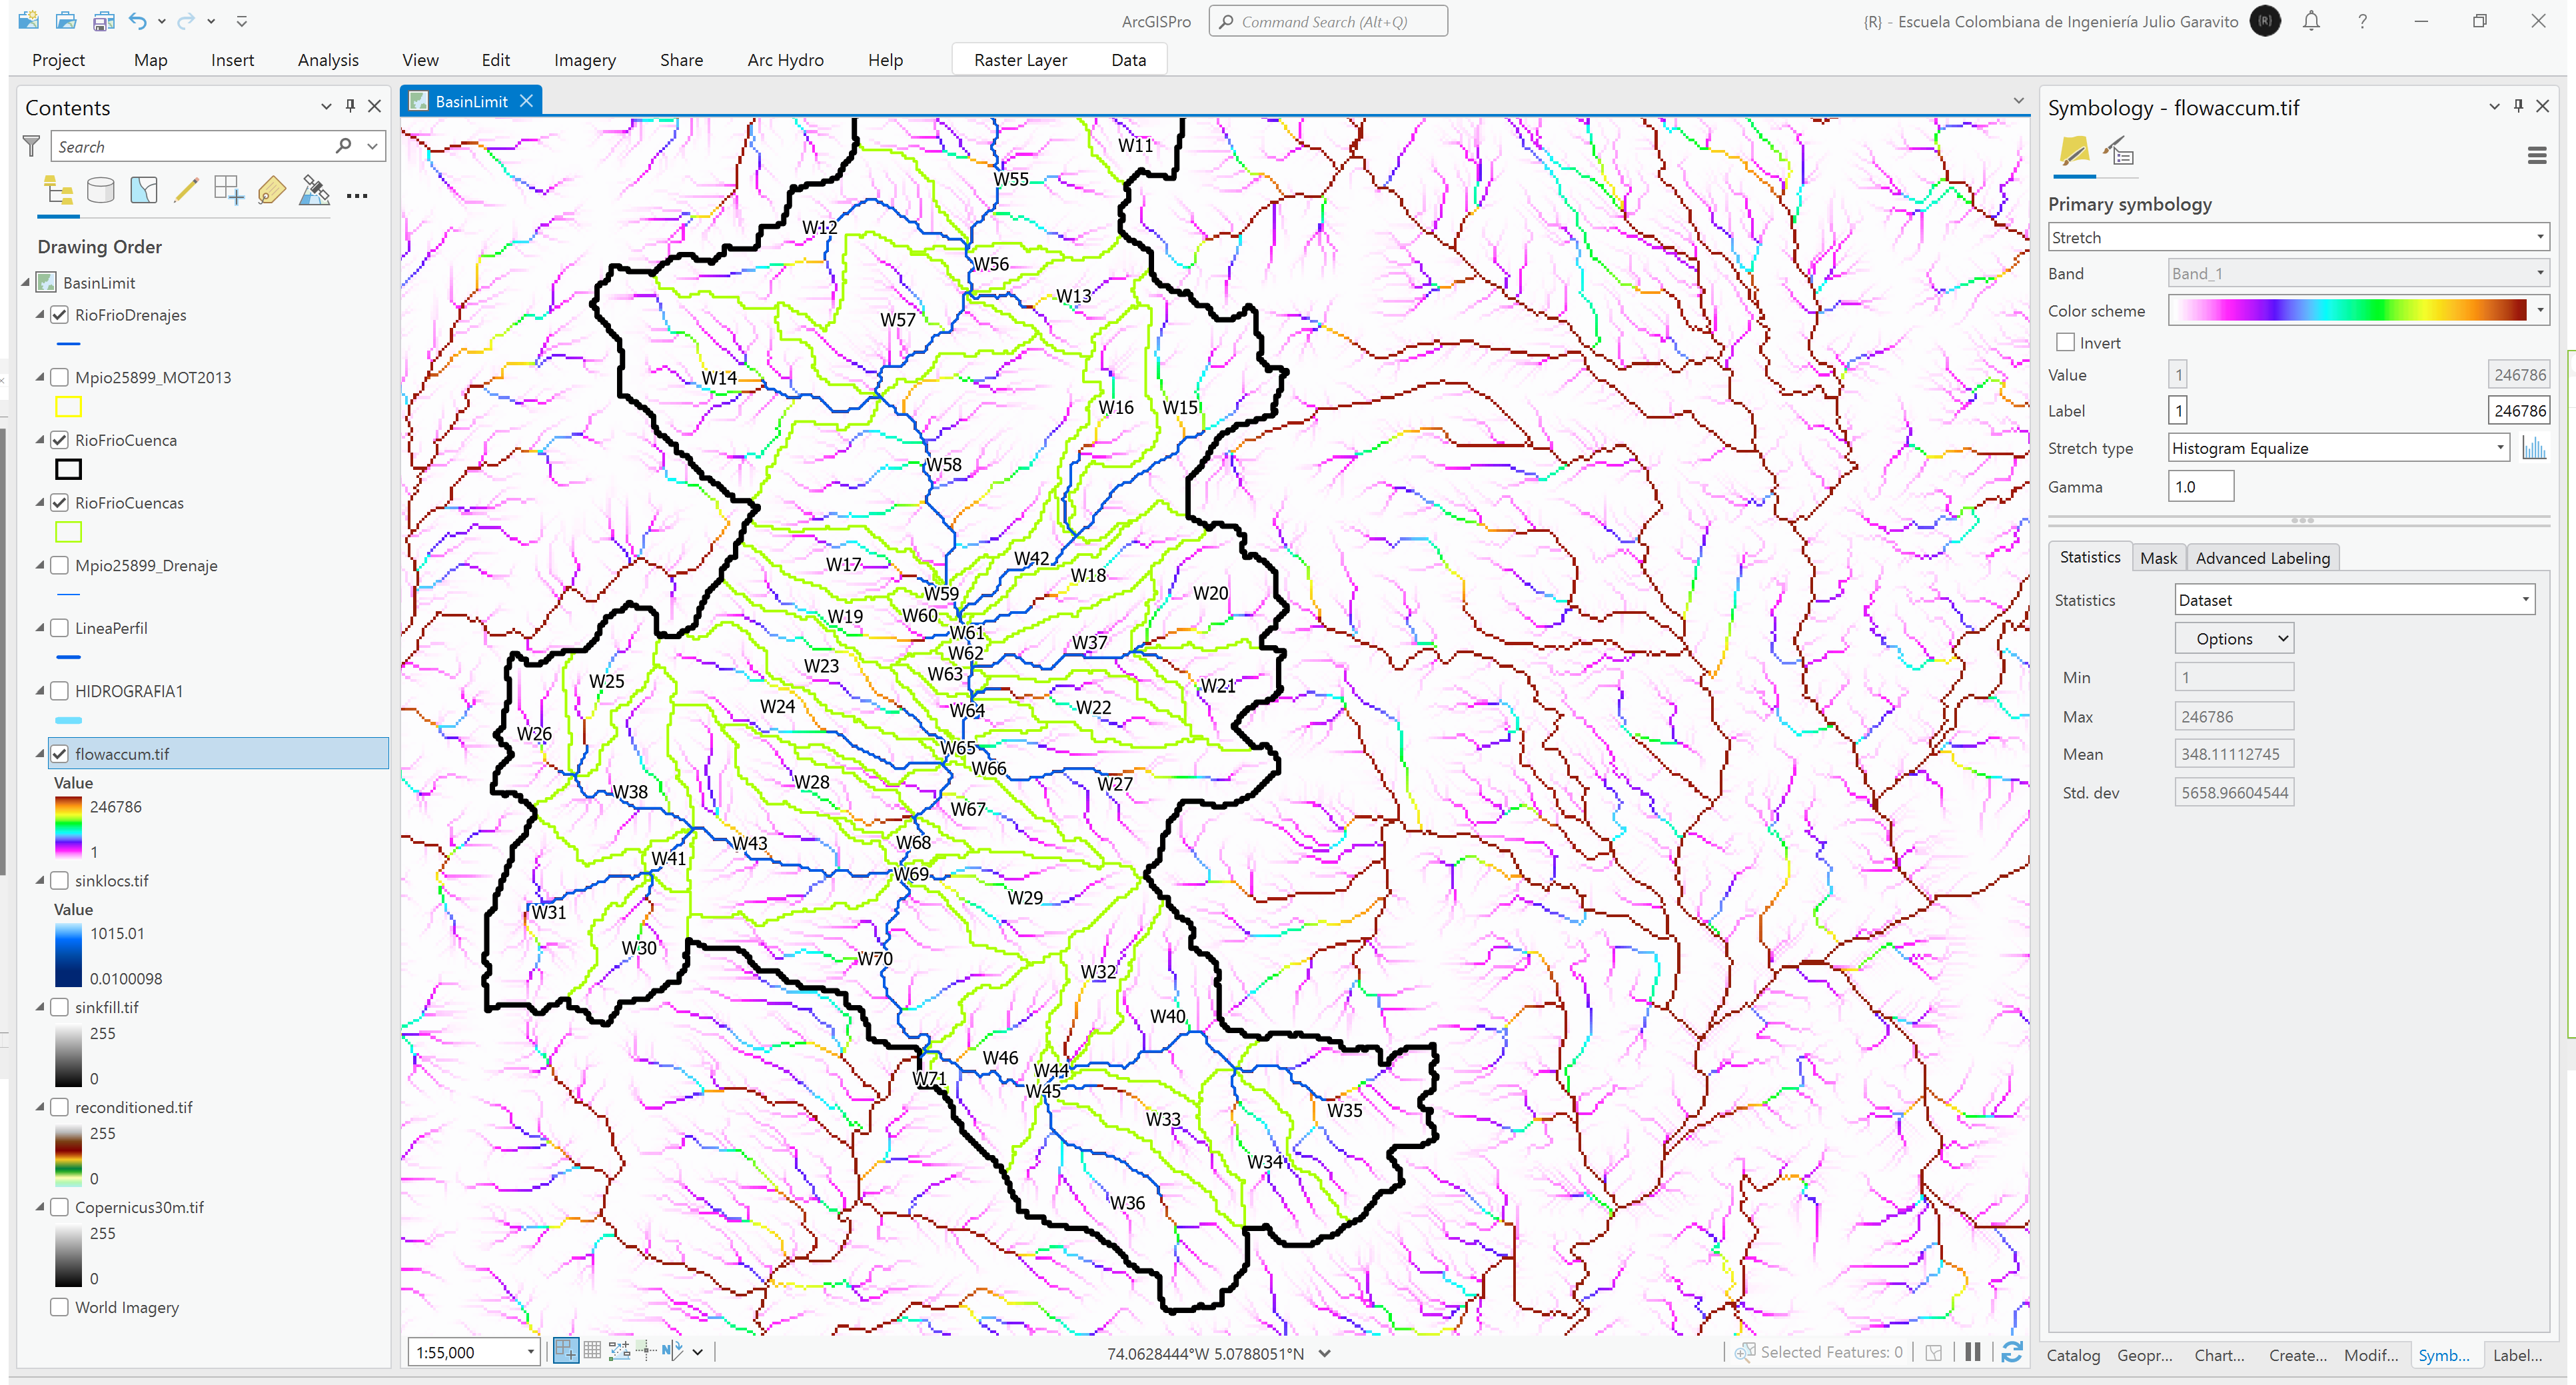 ArcGISPro
Command Search (Alt+Q)
{R} - Escuela Colombiana de Ingeniería Julio Garavito
{R}
?
Project Map Insert Analysis View Edit Imagery Share Arc Hydro Help Raster Layer Data
Contents
Search
Drawing Order
BasinLimit
RioFrioDrenajes
Mpio25899_MOT2013
RioFrioCuenca
RioFrioCuencas
Mpio25899_Drenaje
LineaPerfil
HIDROGRAFIA1
flowaccum.tif
Value
246786
1
sinklocs.tif
Value
1015.01
0.0100098
sinkfill.tif
255
0
reconditioned.tif
255
0
Copernicus30m.tif
255
0
World Imagery
BasinLimit
W11
W55
W12
W56
W13
W57
W14
W16 W15
W58
W42
W17
W18
W59
W20
W19 W60
W61
W37
W62
W23
W63
W25
W21
W24
W64
W22
W26
W65
W66
W28
W27
W38
W67
W43
W68
W41
W69
W29
W31
W30
W70
W32
W40
W46
W44
W71
W45
W35
W33
W34
W36
1:55,000
74.0628444°W 5.0788051°N
Selected Features: 0
Symbology - flowaccum.tif
Primary symbology
Stretch
Band Band_1
Color scheme
Invert
Value 1 246786
Label 1 246786
Stretch type Histogram Equalize
Gamma 1.0
Statistics Mask Advanced Labeling
Statistics Dataset
Options
Min 1
Max 246786
Mean 348.11112745
Std. dev 5658.96604544
Catalog Geopr... Chart... Create... Modif... Symb... Label...